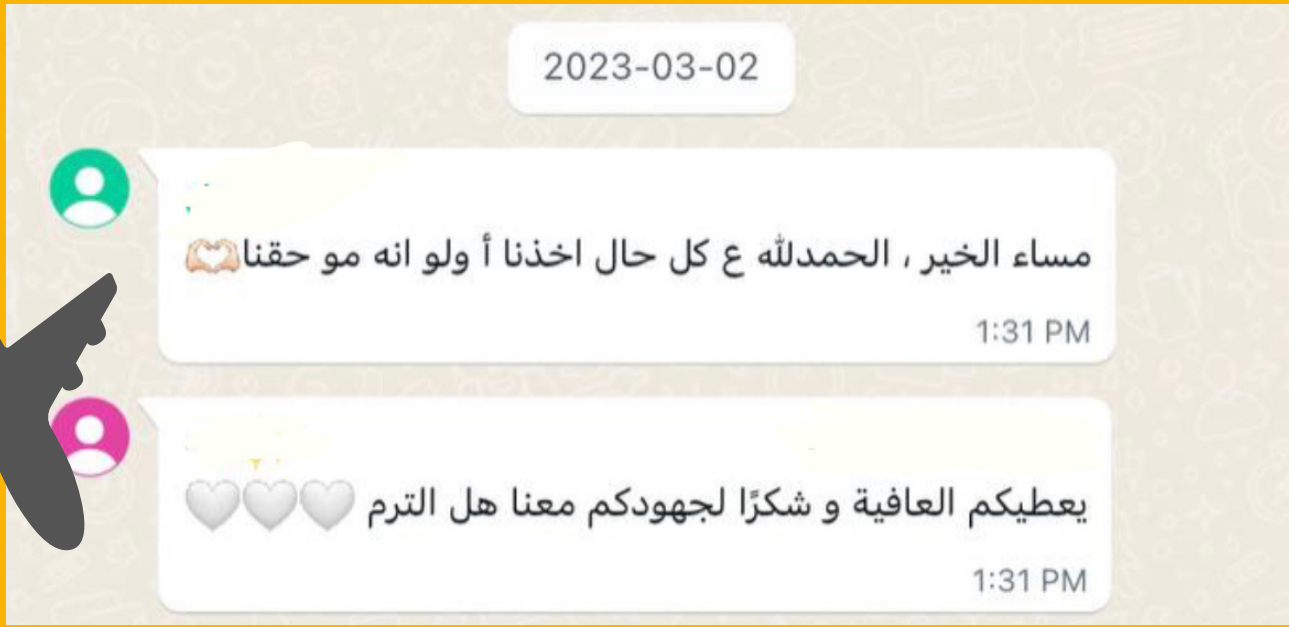 2023-03-02
مساء الخير ، الحمدلله ع كل حال اخذنا أ ولو انه مو حقنا🫶🏻
1:31 PM
يعطيكم العافية و شكرًا لجهودكم معنا هل الترم 🤍🤍🤍
1:31 PM